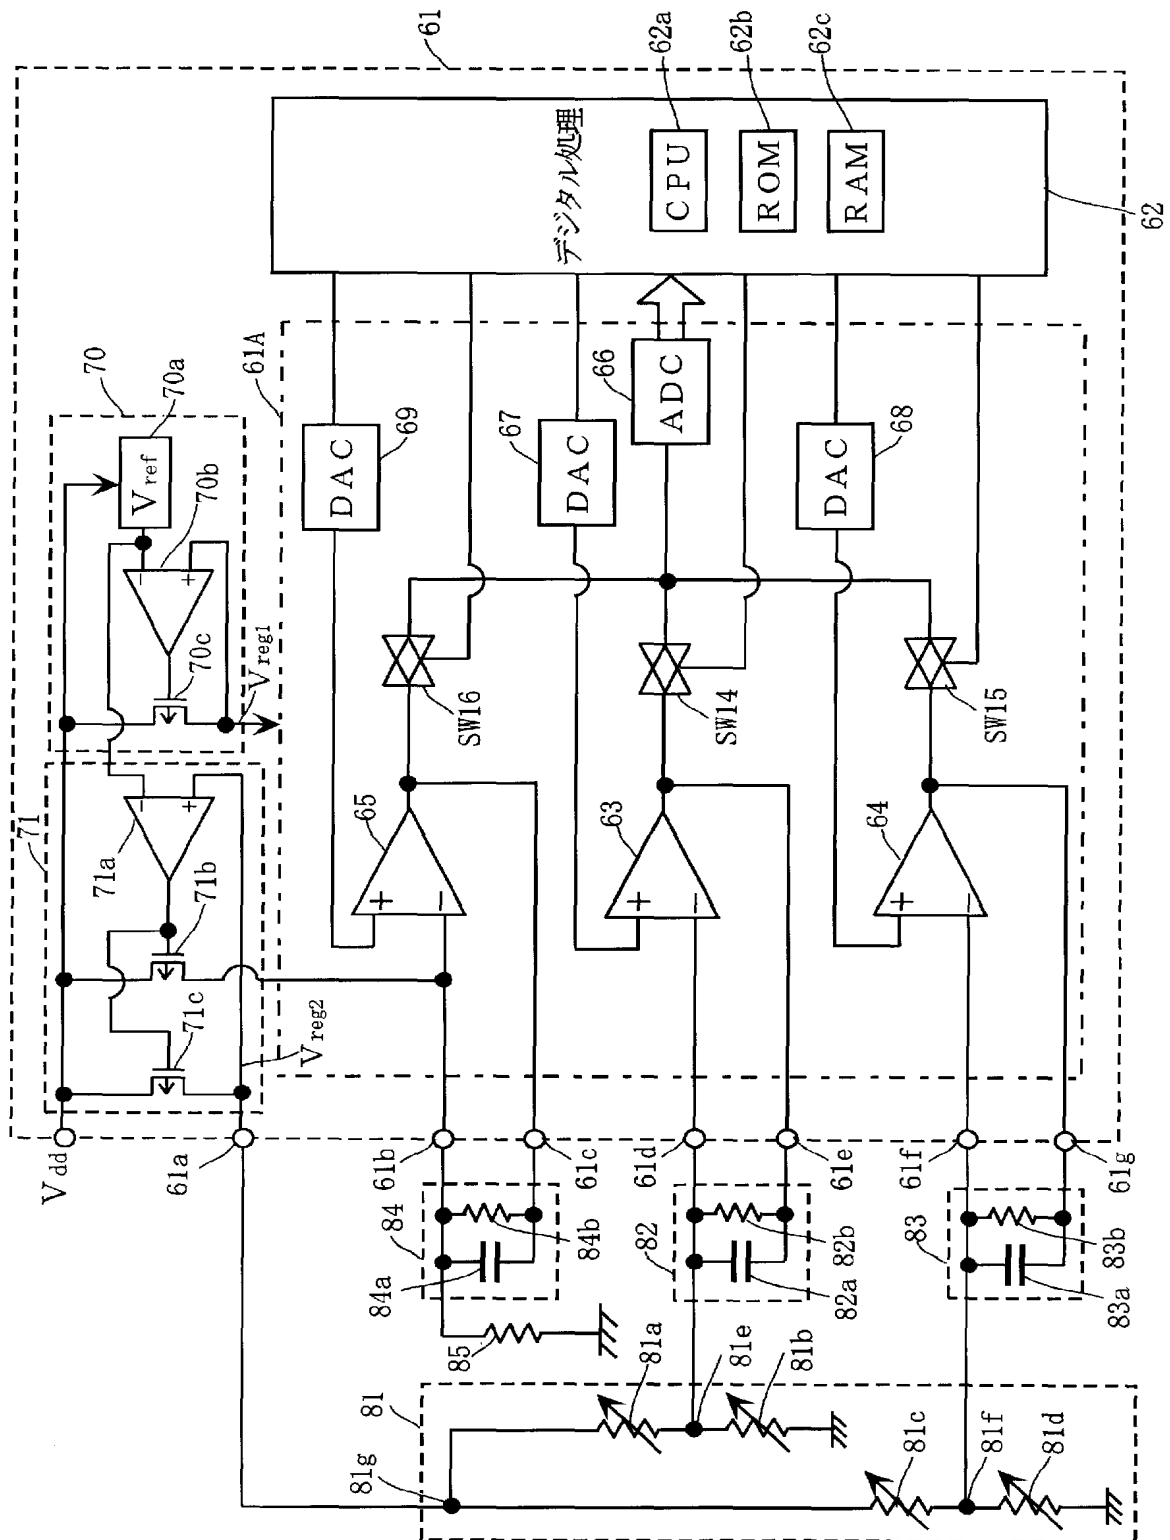 61
デジタル処理
CPU
62a
ROM
62b
RAM
62c
62
61A
70
70a
Vref
70b
70c
Vreg1
DAC
69
DAC
67
ADC
66
DAC
68
SW16
SW14
SW15
71
71a
71b
71c
Vreg2
－
＋
－
＋
65
＋
－
63
＋
－
64
＋
－
Vdd
61a
61b
61c
61d
61e
61f
61g
84
84a
84b
82
82a
82b
83
83a
83b
85
81
81g
81a
81e
81b
81c
81f
81d